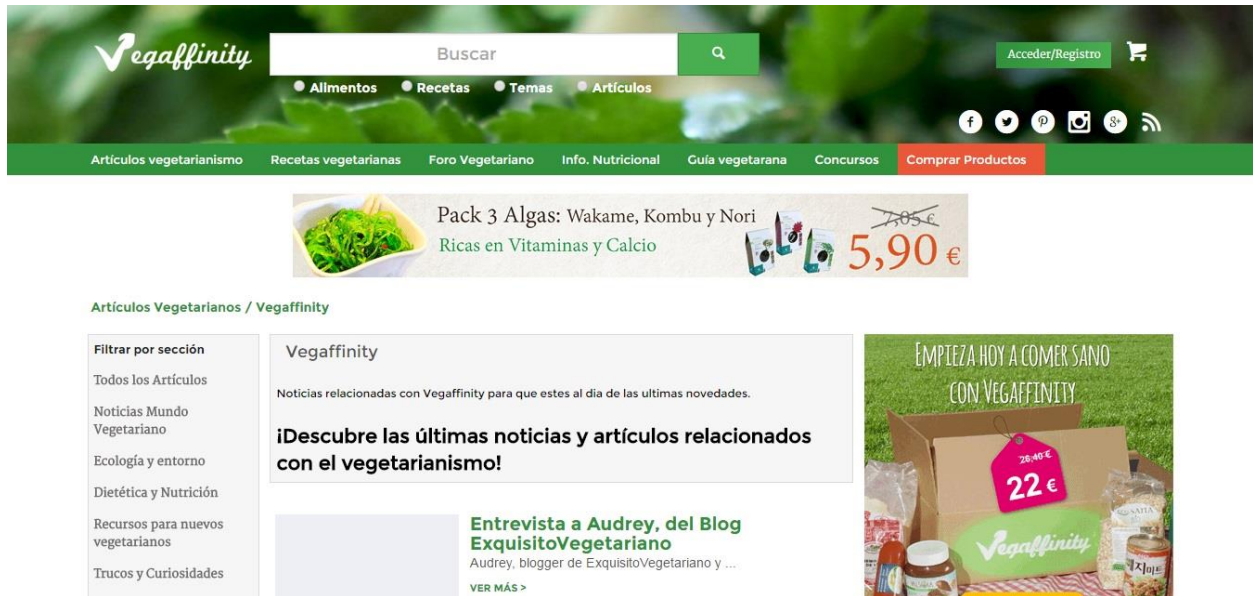 Vegaffinity
Buscar
Alimentos Recetas Temas Artículos
Acceder/Registro
Artículos vegetarianismo Recetas vegetarianas Foro Vegetariano Info. Nutricional Guía vegetarana Concursos Comprar Productos
Pack 3 Algas: Wakame, Kombu y Nori
Ricas en Vitaminas y Calcio
7,05 €
5,90 €
Artículos Vegetarianos / Vegaffinity
Filtrar por sección
Todos los Artículos
Noticias Mundo
Vegetariano
Ecología y entorno
Dietética y Nutrición
Recursos para nuevos
vegetarianos
Trucos y Curiosidades
Vegaffinity
Noticias relacionadas con Vegaffinity para que estes al dia de las ultimas novedades.
¡Descubre las últimas noticias y artículos relacionados
con el vegetarianismo!
Entrevista a Audrey, del Blog
ExquisitoVegetariano
Audrey, blogger de ExquisitoVegetariano y ...
VER MÁS >
EMPIEZA HOY A COMER SANO
CON VEGAFFINITY
26,40 €
22 €
Vegaffinity